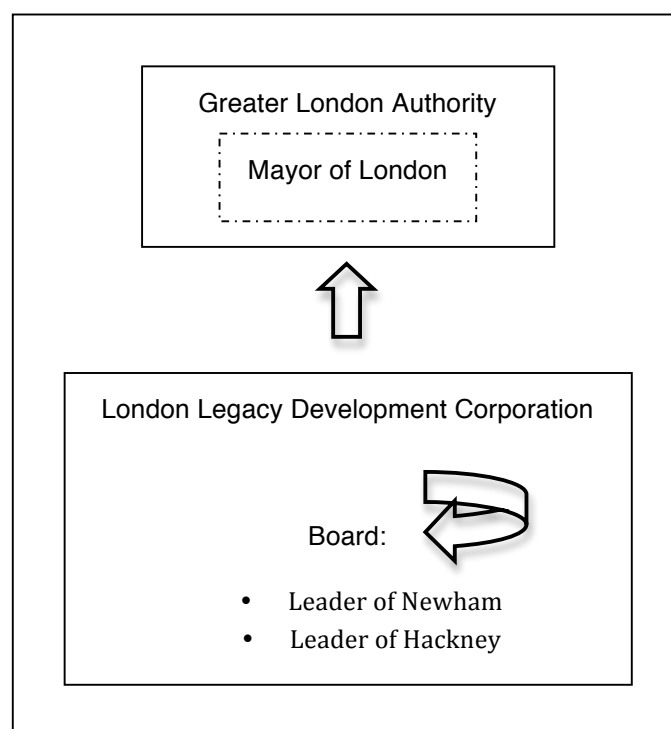 Greater London Authority
Mayor of London
London Legacy Development Corporation
Board:
• Leader of Newham
• Leader of Hackney